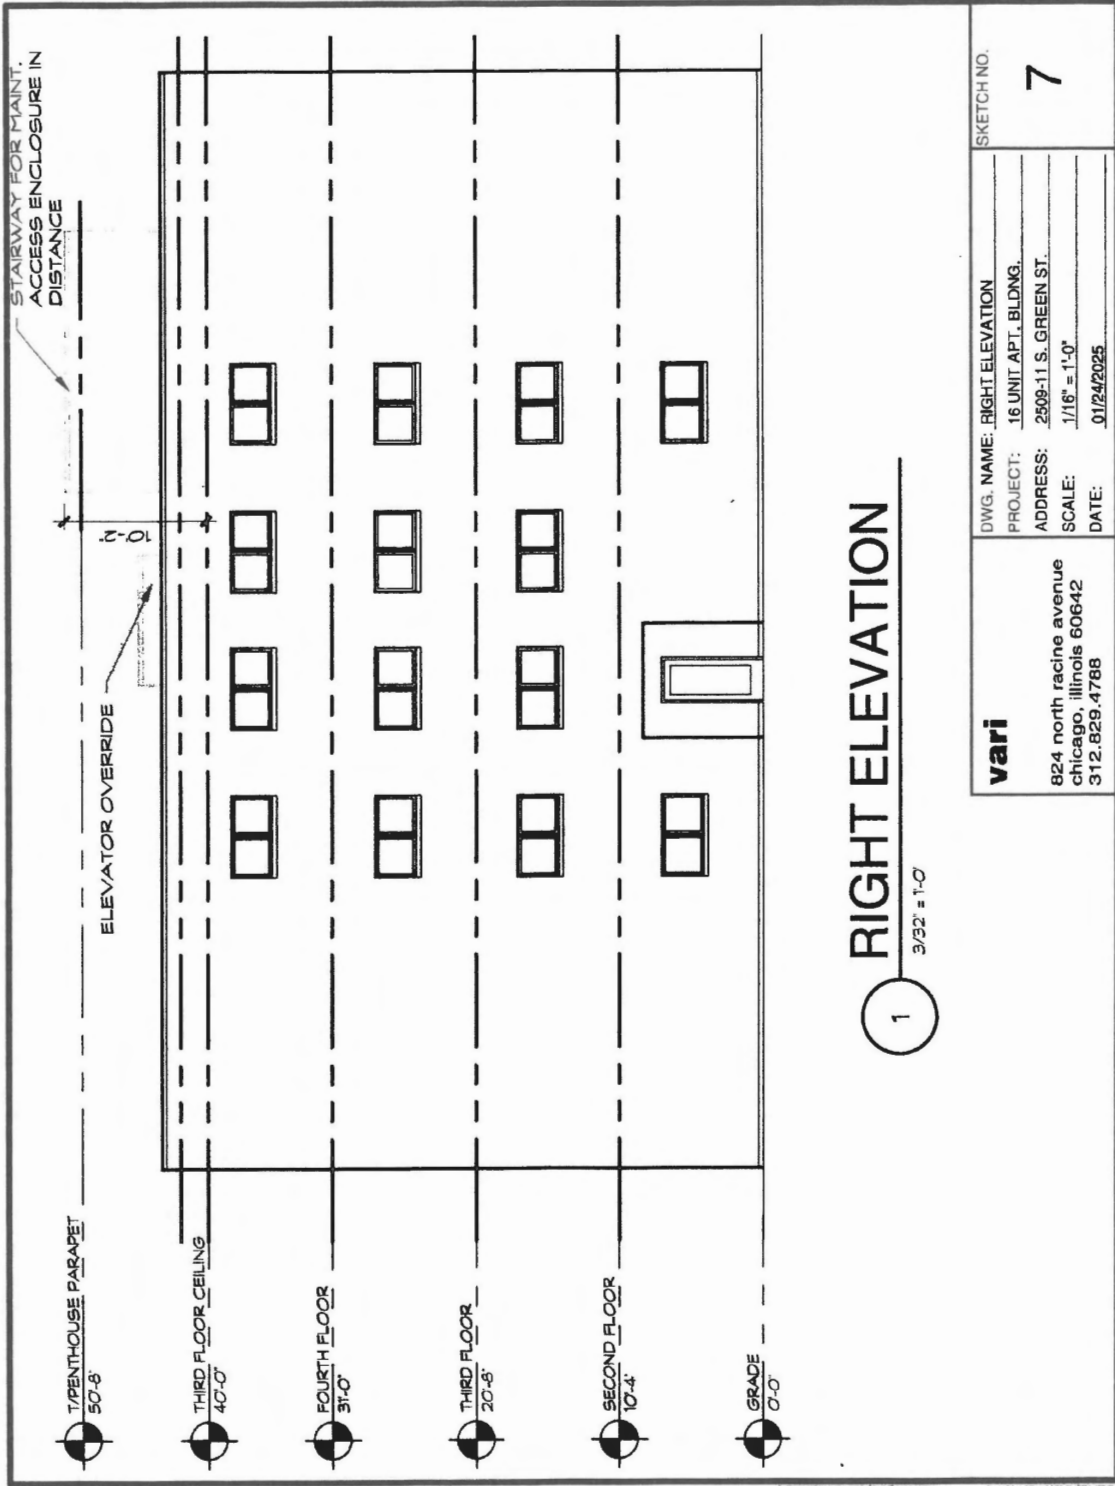 STAIRWAY FOR MAINT.
ACCESS ENCLOSURE IN
DISTANCE
ELEVATOR OVERRIDE
10'-2"
T/PENTHOUSE PARAPET
50'-8"
THIRD FLOOR CEILING
40'-0"
FOURTH FLOOR
31'-0"
THIRD FLOOR
20'-8"
SECOND FLOOR
10'-4"
GRADE
0'-0"
1
RIGHT ELEVATION
3/32" = 1'-0"
vari
824 north racine avenue
chicago, illinois 60642
312.829.4788
DWG. NAME: RIGHT ELEVATION
PROJECT: 16 UNIT APT. BLDNG.
ADDRESS: 2509-11 S. GREEN ST.
SCALE: 1/16" = 1'-0"
DATE: 01/24/2025
SKETCH NO.
7